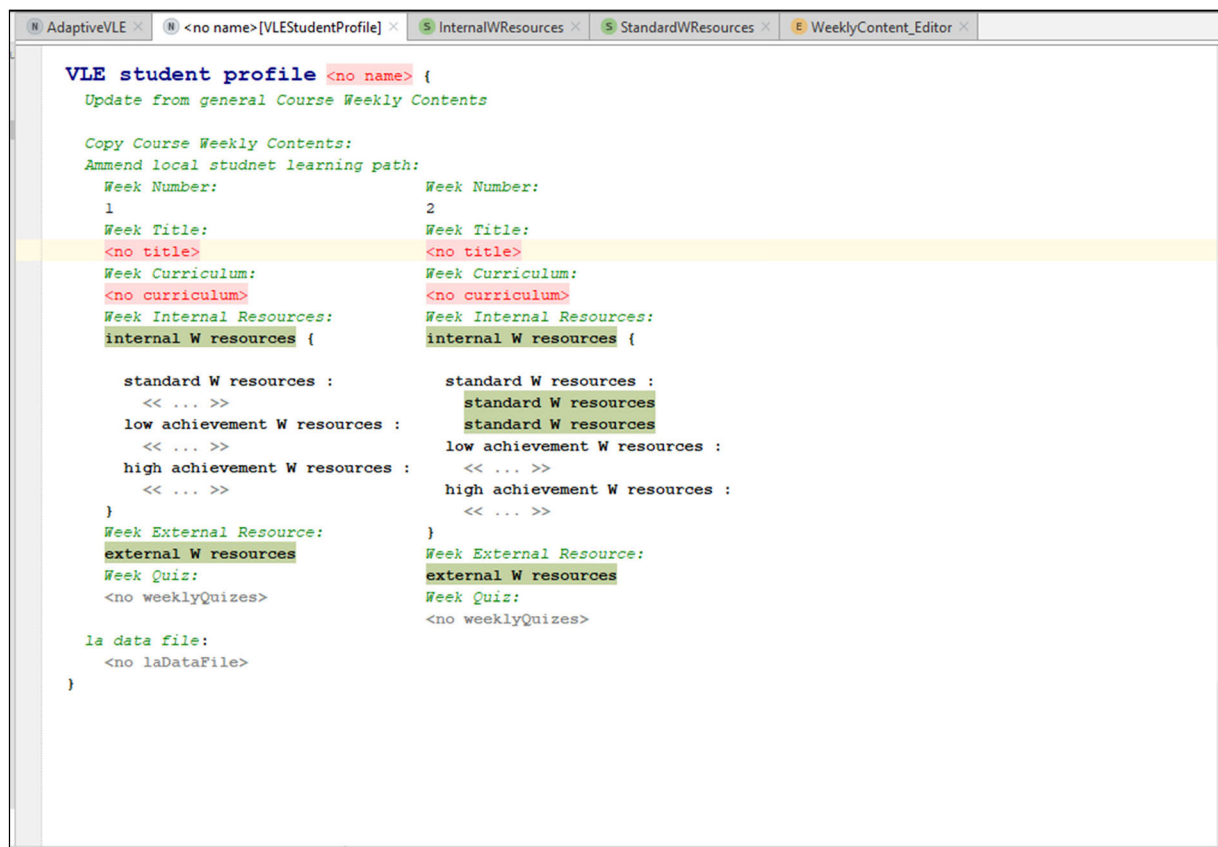 N AdaptiveVLE × N <no name>[VLEStudentProfile] × S InternalWResources × S StandardWResources × E WeeklyContent_Editor ×
VLE student profile <no name> {
Update from general Course Weekly Contents
Copy Course Weekly Contents:
Ammend local studnet learning path:
Week Number: Week Number:
1 2
Week Title: Week Title:
<no title> <no title>
Week Curriculum: Week Curriculum:
<no curriculum> <no curriculum>
Week Internal Resources: Week Internal Resources:
internal W resources { internal W resources {
standard W resources : standard W resources :
<< ... >> standard W resources
standard W resources
low achievement W resources : low achievement W resources :
<< ... >> << ... >>
high achievement W resources : high achievement W resources :
<< ... >> << ... >>
} }
Week External Resource: Week External Resource:
external W resources external W resources
Week Quiz: Week Quiz:
<no weeklyQuizes> <no weeklyQuizes>
la data file:
<no laDataFile>
}